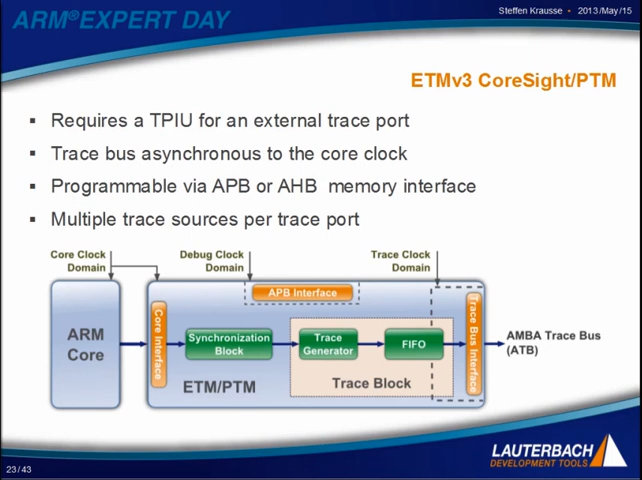 ARM®EXPERT DAY
Steffen Krausse • 2013/May/15
ETMv3 CoreSight/PTM
▪ Requires a TPIU for an external trace port
▪ Trace bus asynchronous to the core clock
▪ Programmable via APB or AHB memory interface
▪ Multiple trace sources per trace port
Core Clock
Domain
Debug Clock
Domain
Trace Clock
Domain
APB Interface
ARM
Core
Core Interface
Synchronization
Block
Trace
Generator
FIFO
Trace Bus Interface
AMBA Trace Bus
(ATB)
ETM/PTM
Trace Block
LAUTERBACH
DEVELOPMENT TOOLS
23/43